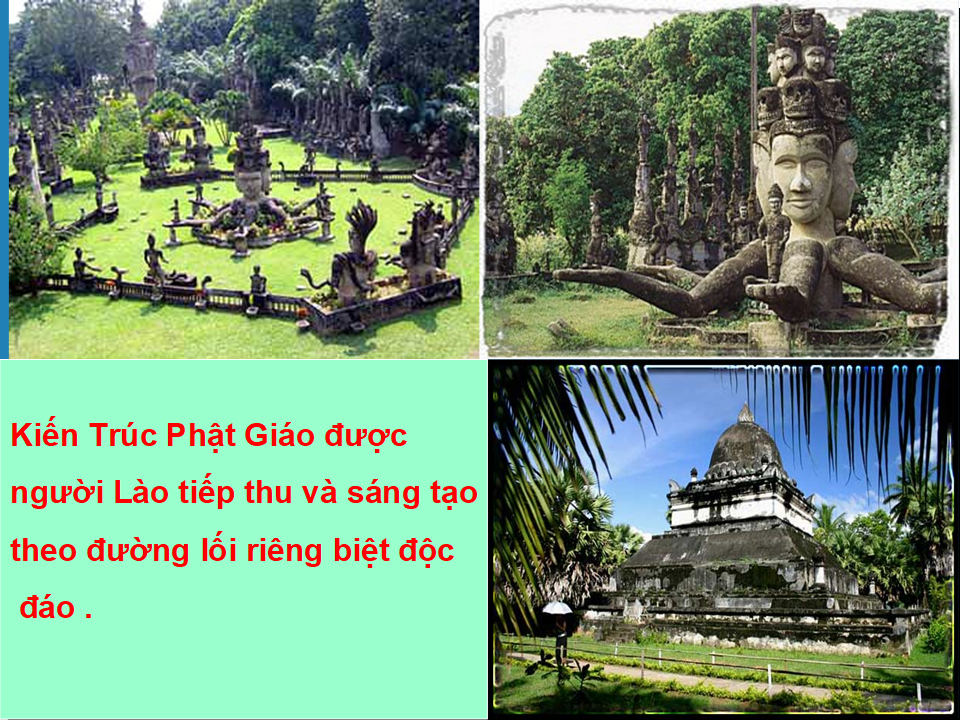 Kiến Trúc Phật Giáo được
người Lào tiếp thu và sáng tạo
theo đường lối riêng biệt độc
đáo .